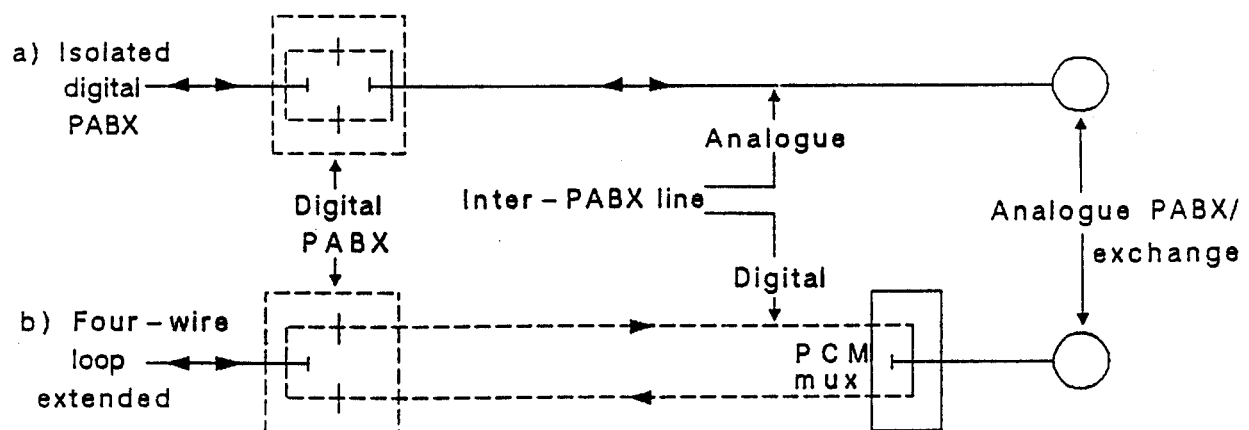 a) Isolated
digital
PABX
Analogue
Inter-PABX line
Digital
PABX
Analogue PABX/
exchange
Digital
b) Four-wire
loop
extended
PCM
mux